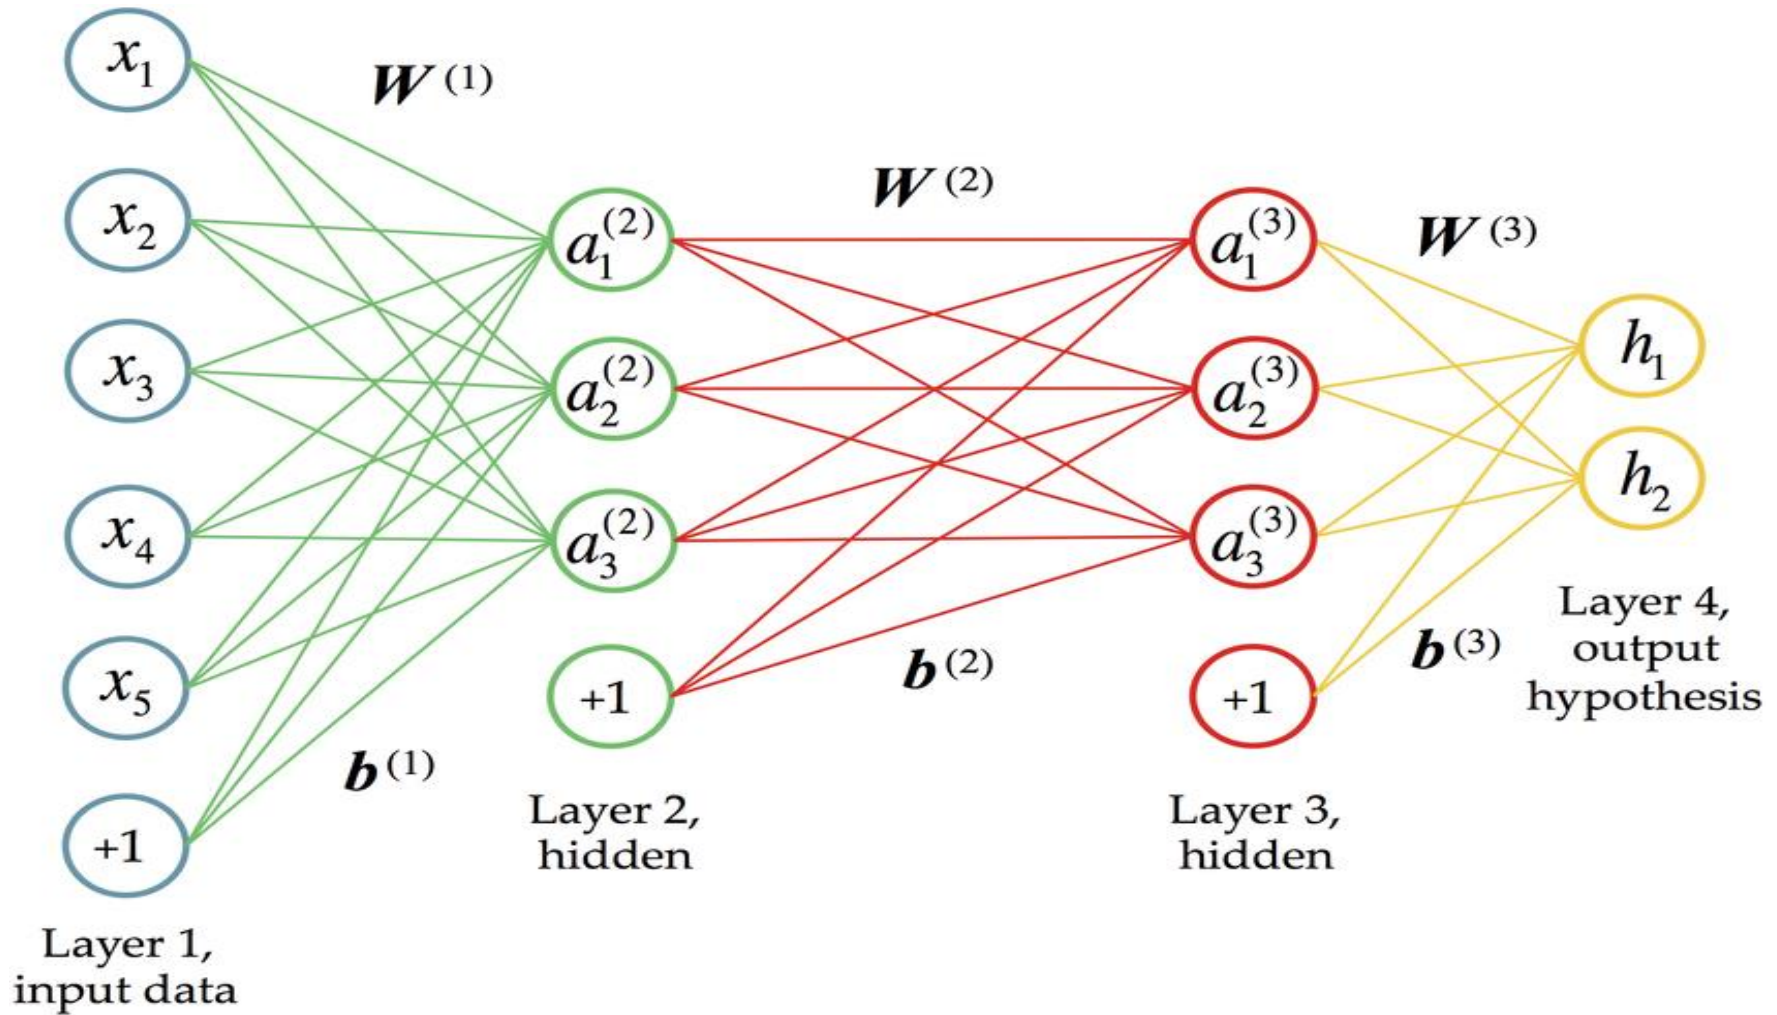 x₁
x₂
x₃
x₄
x₅
+1
Layer 1,
input data
W⁽¹⁾
b⁽¹⁾
a₁⁽²⁾
a₂⁽²⁾
a₃⁽²⁾
+1
Layer 2,
hidden
W⁽²⁾
b⁽²⁾
a₁⁽³⁾
a₂⁽³⁾
a₃⁽³⁾
+1
Layer 3,
hidden
W⁽³⁾
b⁽³⁾
h₁
h₂
Layer 4,
output
hypothesis